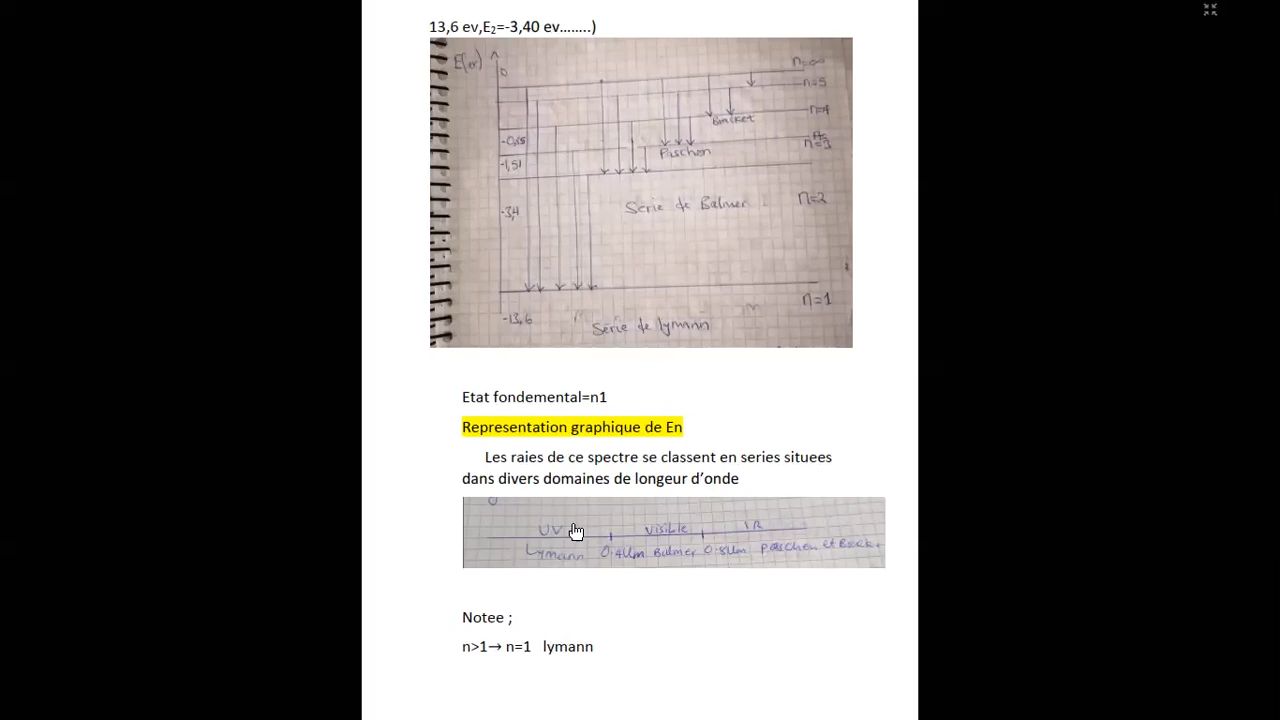 13,6 ev,E₂=-3,40 ev........)
E(ev)
0
n=∞
n=5
n=4
Bracket
-0,85
n=3
-1,51
Paschen
-3,4
Serie de Balmer
n=2
n=1
-13,6
Serie de lymann
Etat fondemental=n1
Representation graphique de En
Les raies de ce spectre se classent en series situees
dans divers domaines de longeur d’onde
UV visible IR
Lymann 0.4Um Balmer 0.8Um paschen et Brack.
Notee ;
n>1→ n=1 lymann